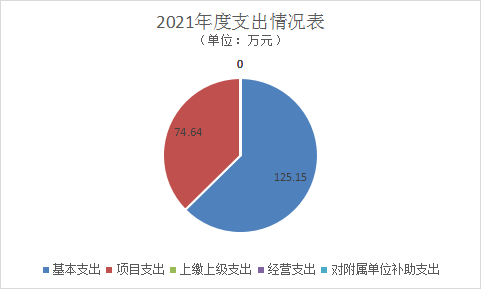 2021年度支出情况表
（单位：万元）
0
74.64
125.15
基本支出 项目支出 上缴上级支出 经营支出 对附属单位补助支出